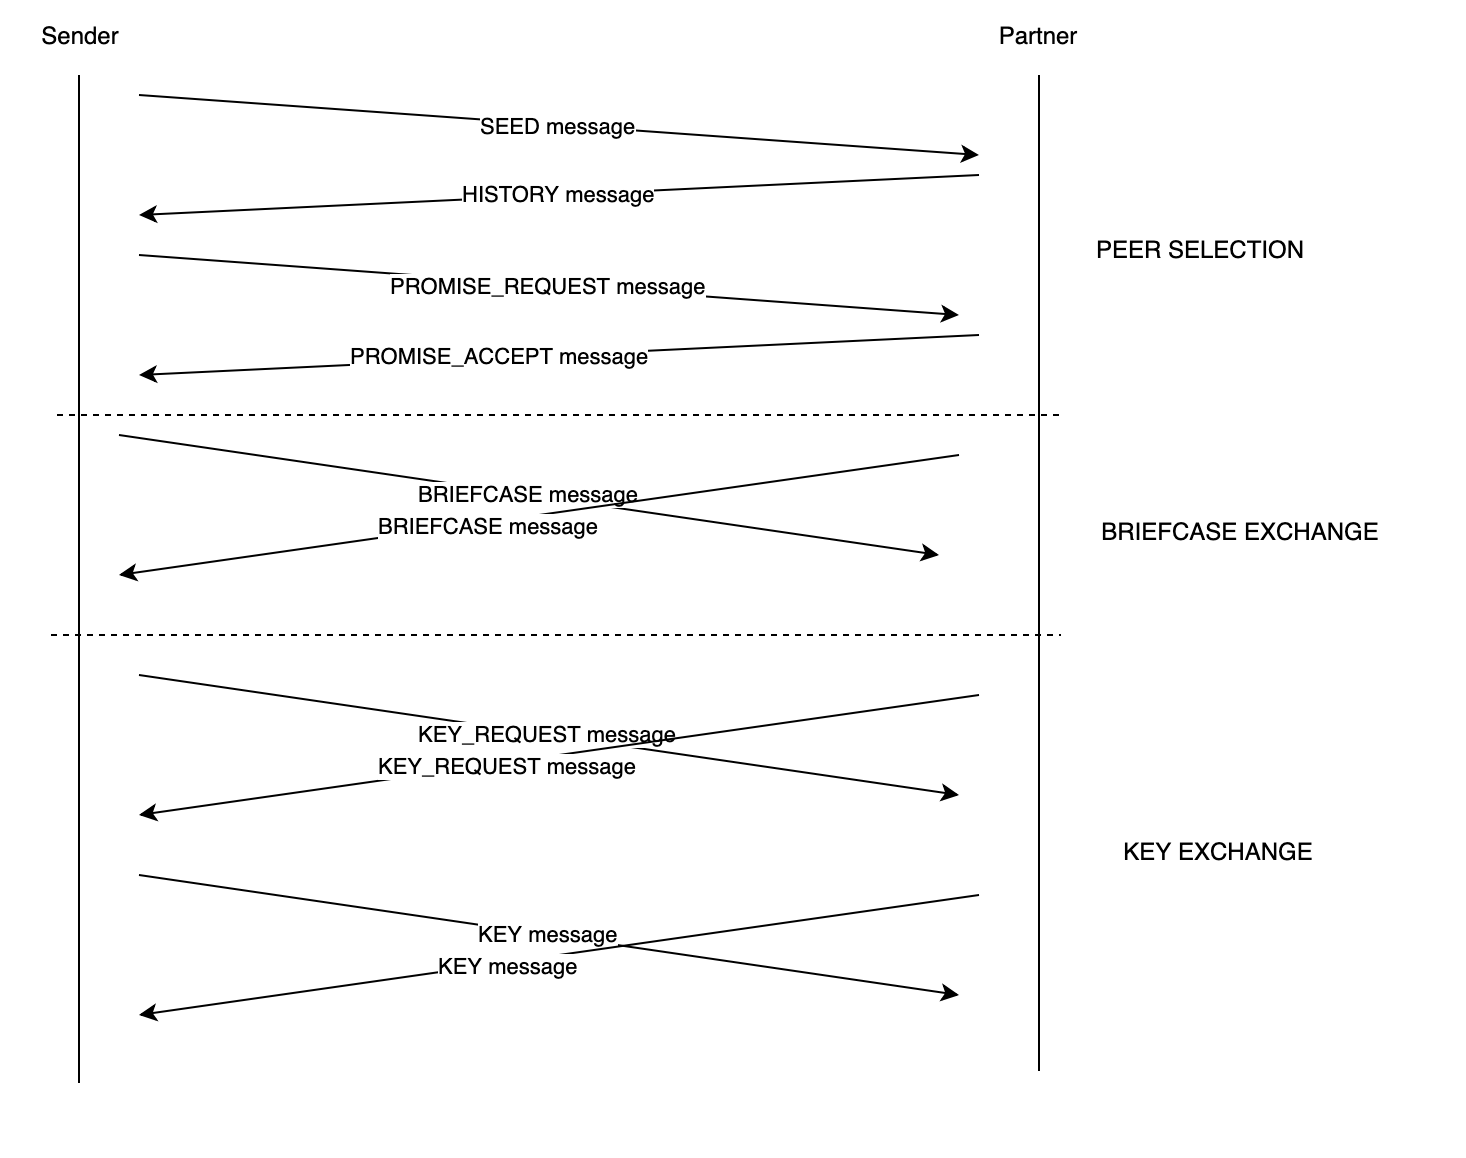 Sender
Partner
SEED message
HISTORY message
PEER SELECTION
PROMISE_REQUEST message
PROMISE_ACCEPT message
BRIEFCASE message
BRIEFCASE message
BRIEFCASE EXCHANGE
KEY_REQUEST message
KEY_REQUEST message
KEY EXCHANGE
KEY message
KEY message